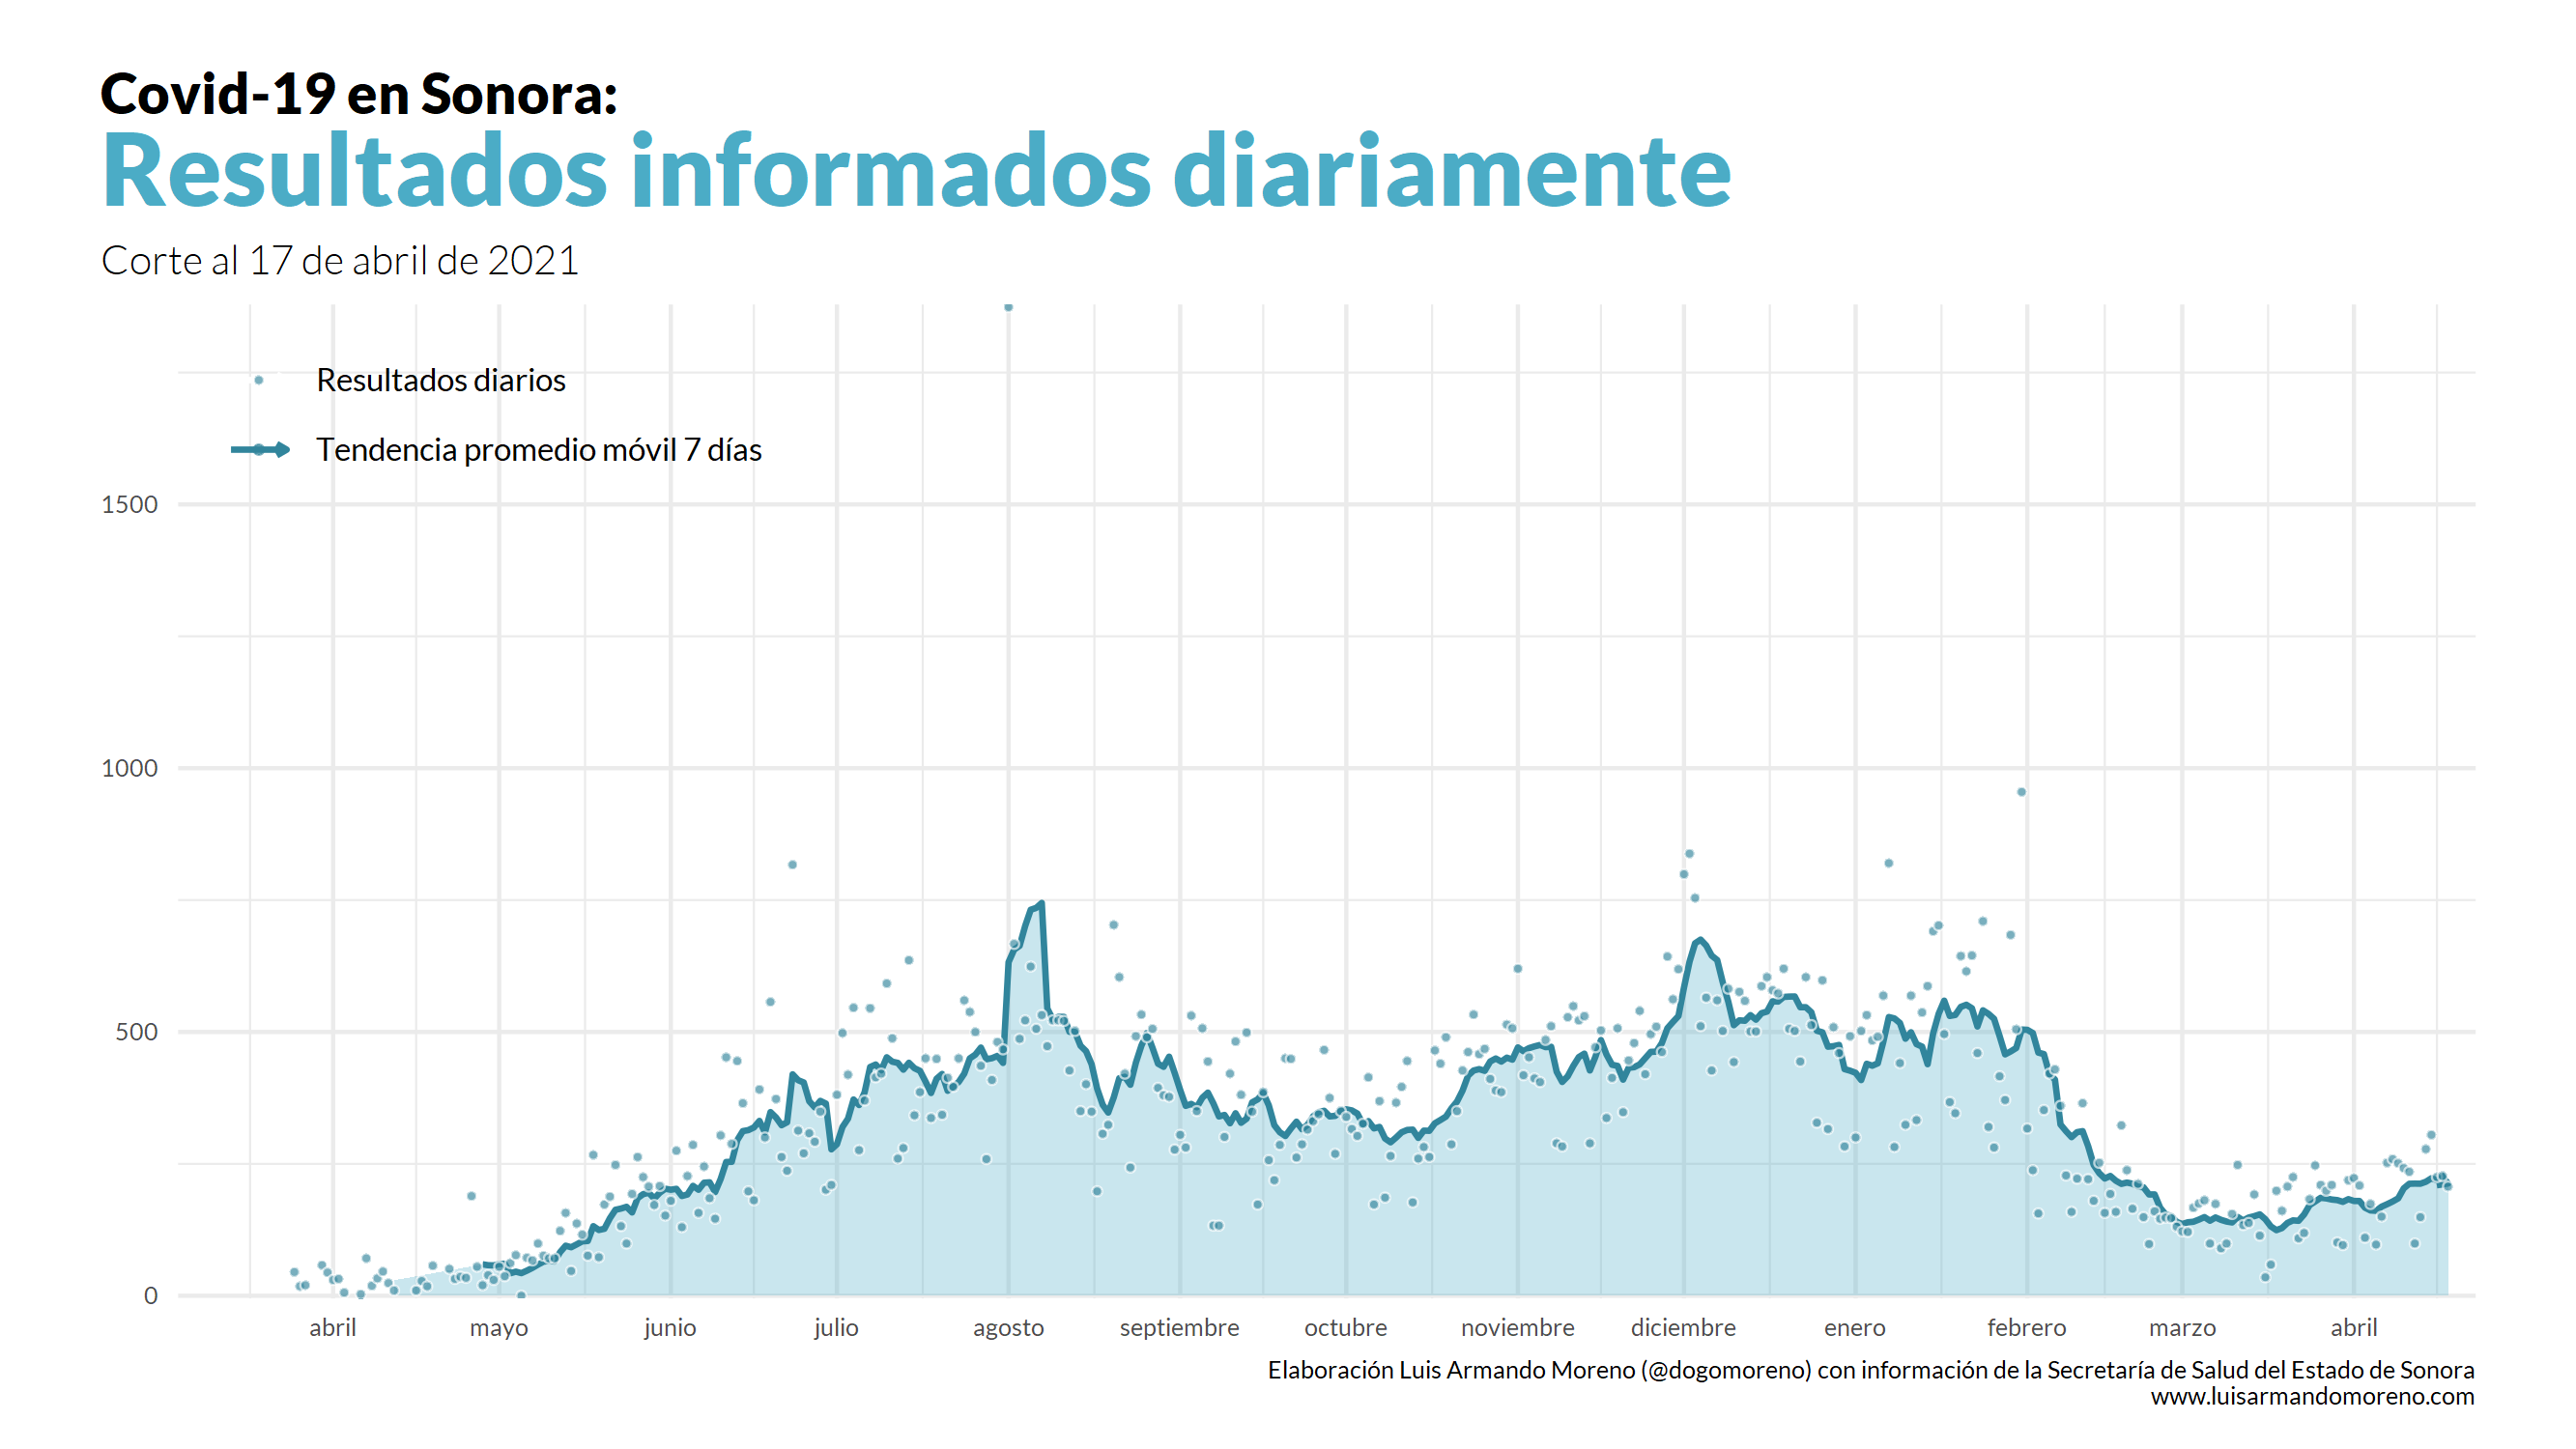 Covid-19 en Sonora:
Resultados informados diariamente
Corte al 17 de abril de 2021
Resultados diarios
Tendencia promedio móvil 7 días
1500
1000
500
0
abril mayo junio julio agosto septiembre octubre noviembre diciembre enero febrero marzo abril
Elaboración Luis Armando Moreno (@dogomoreno) con información de la Secretaría de Salud del Estado de Sonora
www.luisarmandomoreno.com